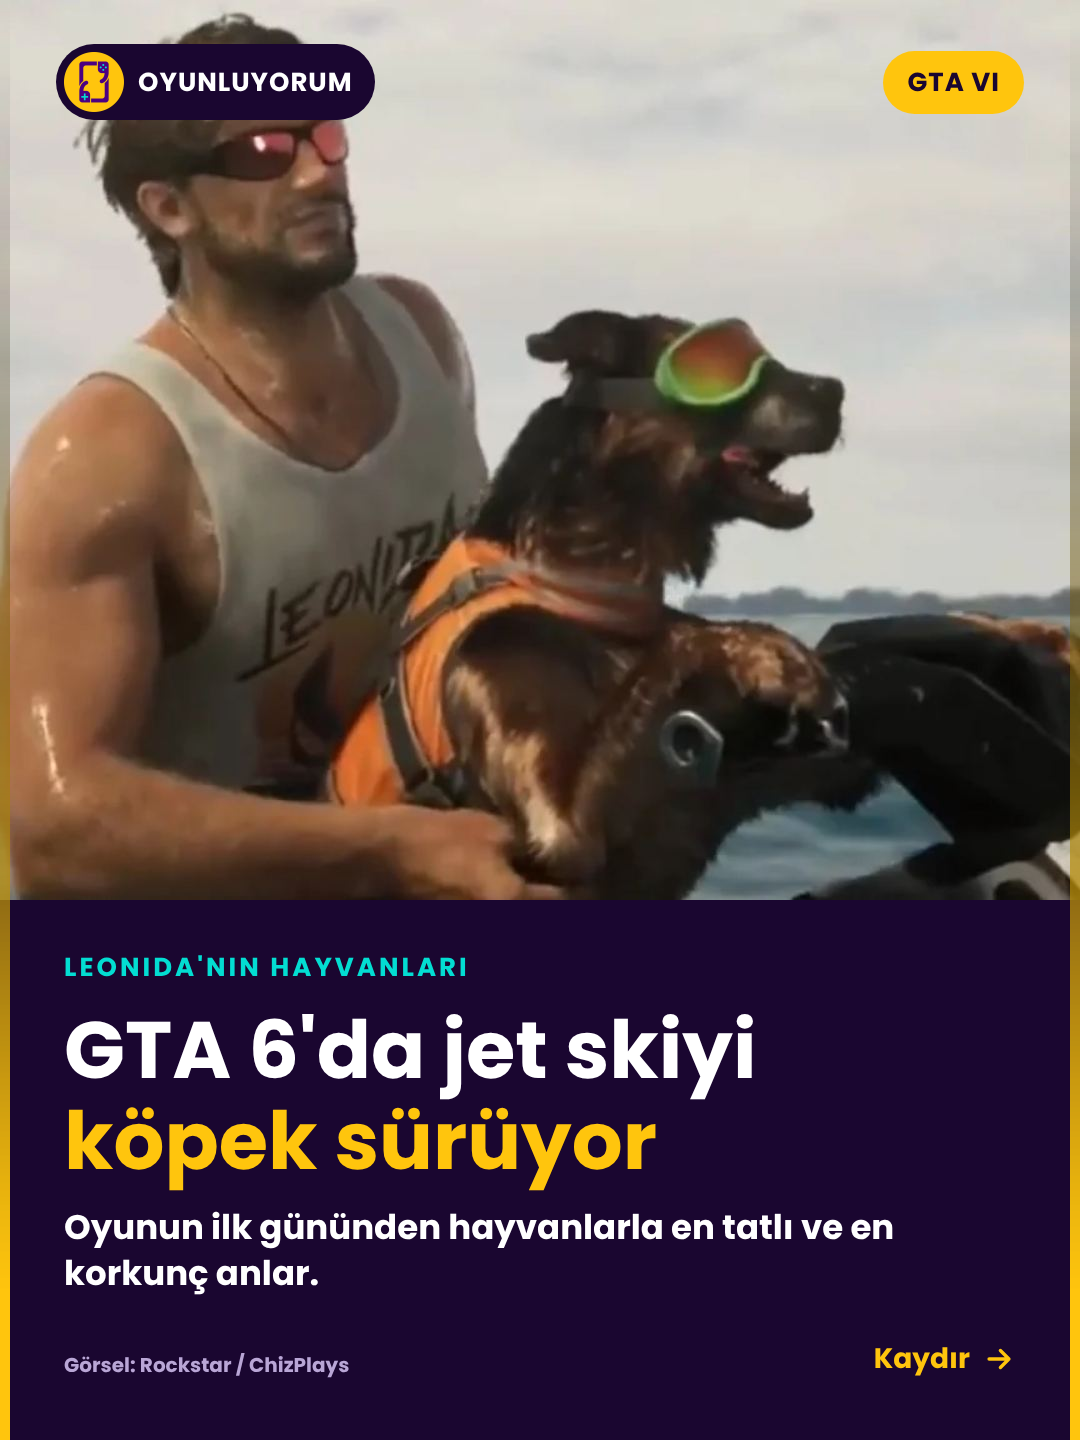 OYUNLUYORUM
GTA VI
LEONIDA
LEONIDA'NIN HAYVANLARI
GTA 6'da jet skiyi
köpek sürüyor
Oyunun ilk gününden hayvanlarla en tatlı ve en
korkunç anlar.
Görsel: Rockstar / ChizPlays
Kaydır →